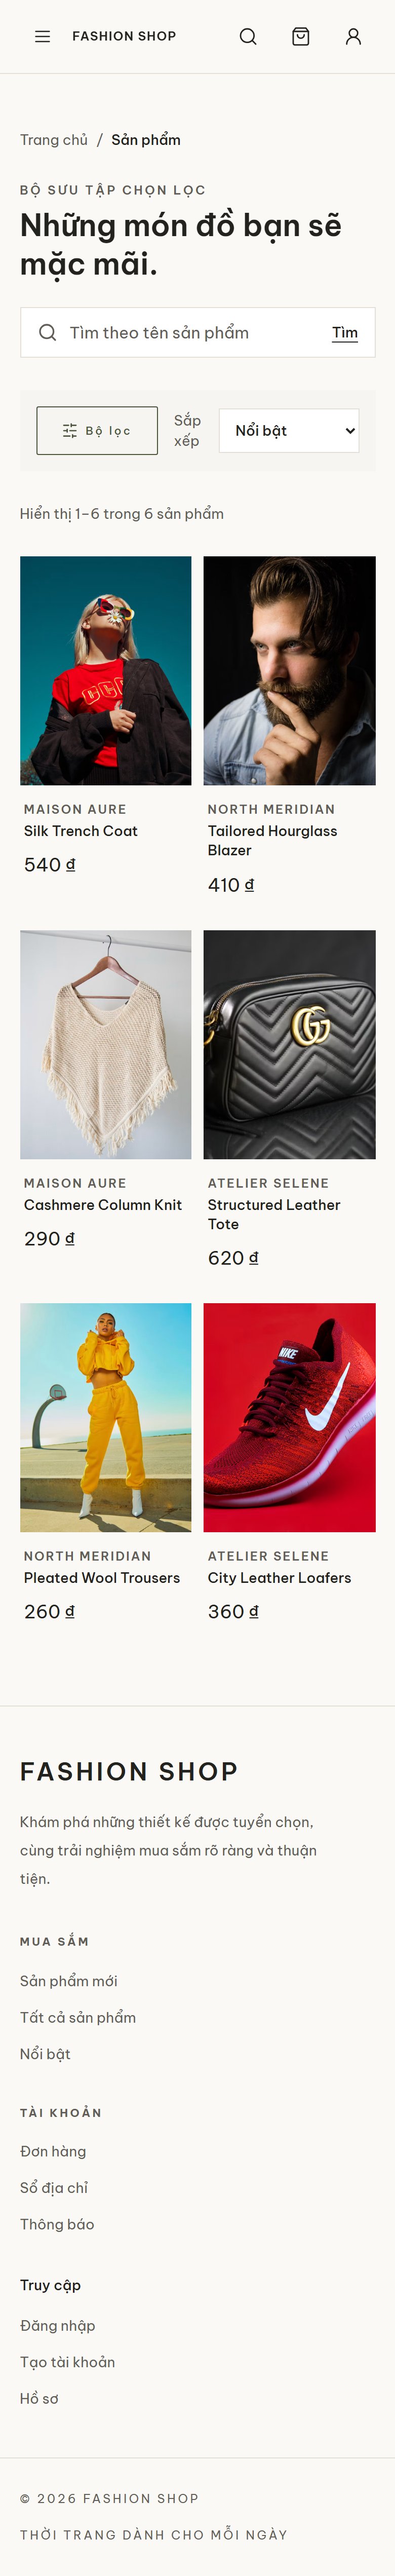 FASHION SHOP
Trang chủ / Sản phẩm
BỘ SƯU TẬP CHỌN LỌC
Những món đồ bạn sẽ
mặc mãi.
Tìm theo tên sản phẩm Tìm
Bộ lọc
Sắp
xếp
Nổi bật
Hiển thị 1–6 trong 6 sản phẩm
MAISON AURE
Silk Trench Coat
540 ₫
NORTH MERIDIAN
Tailored Hourglass
Blazer
410 ₫
MAISON AURE
Cashmere Column Knit
290 ₫
ATELIER SELENE
Structured Leather
Tote
620 ₫
NIKE
NORTH MERIDIAN
Pleated Wool Trousers
260 ₫
ATELIER SELENE
City Leather Loafers
360 ₫
FASHION SHOP
Khám phá những thiết kế được tuyển chọn,
cùng trải nghiệm mua sắm rõ ràng và thuận
tiện.
MUA SẮM
Sản phẩm mới
Tất cả sản phẩm
Nổi bật
TÀI KHOẢN
Đơn hàng
Sổ địa chỉ
Thông báo
Truy cập
Đăng nhập
Tạo tài khoản
Hồ sơ
© 2026 FASHION SHOP
THỜI TRANG DÀNH CHO MỖI NGÀY